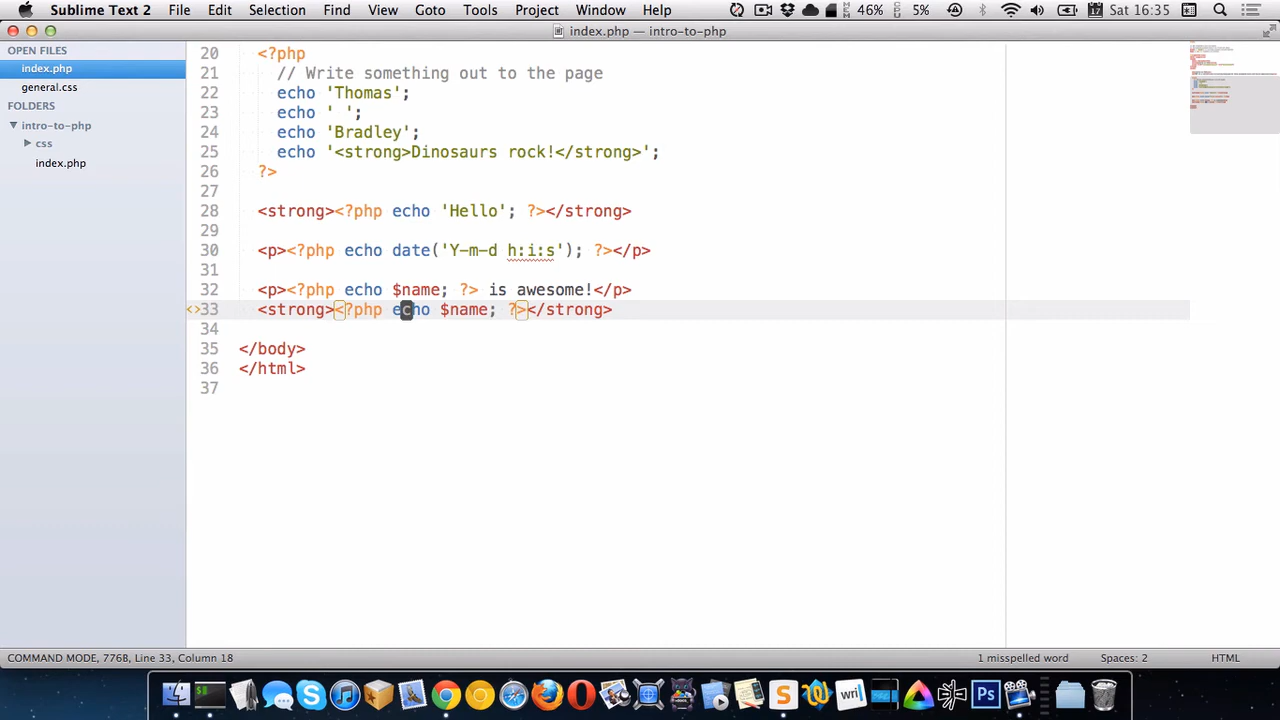 Sublime Text 2 File Edit Selection Find View Goto Tools Project Window Help MEM 46% CPU 5% 17 Sat 16:35
index.php — intro-to-php
OPEN FILES
index.php
general.css
FOLDERS
intro-to-php
css
index.php
20 <?php
21 // Write something out to the page
22 echo 'Thomas';
23 echo ' ';
24 echo 'Bradley';
25 echo '<strong>Dinosaurs rock!</strong>';
26 ?>
27
28 <strong><?php echo 'Hello'; ?></strong>
29
30 <p><?php echo date('Y-m-d h:i:s'); ?></p>
31
32 <p><?php echo $name; ?> is awesome!</p>
33 <strong><?php echo $name; ?></strong>
34
35 </body>
36 </html>
37
COMMAND MODE, 776B, Line 33, Column 18 1 misspelled word Spaces: 2 HTML
wri Ps